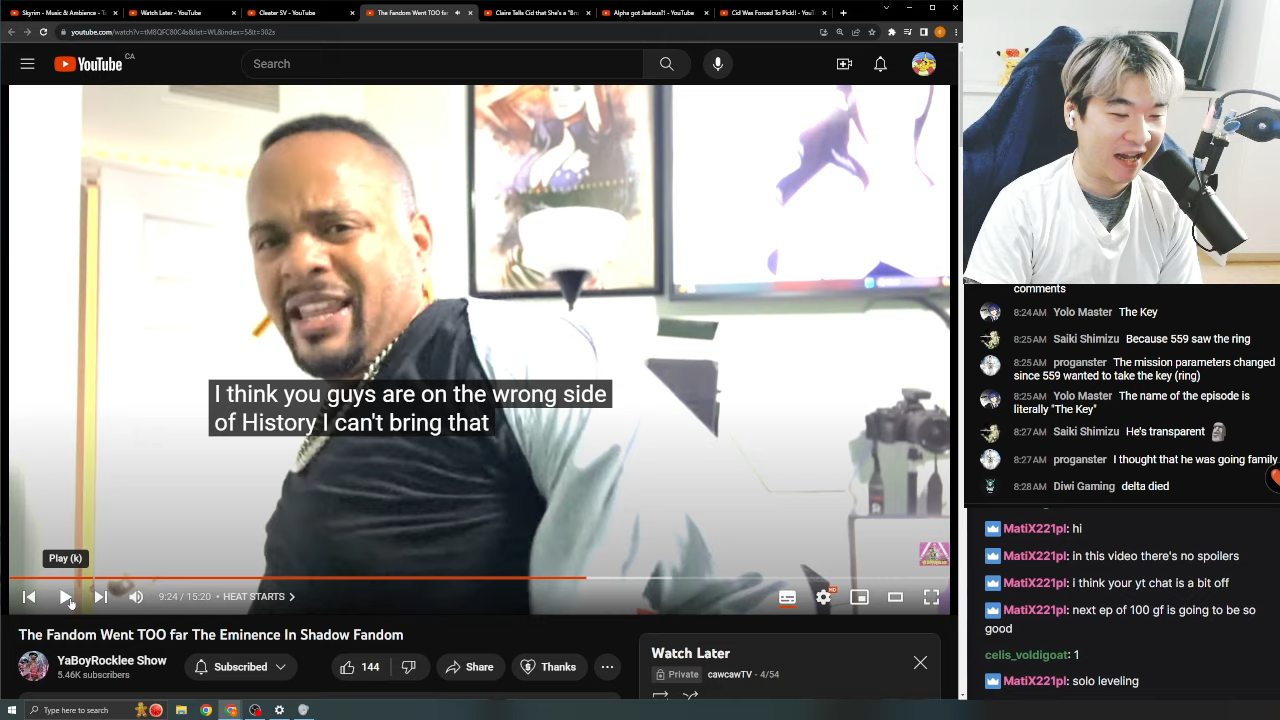 Skyrim - Music & Ambience - Ta
Watch Later - YouTube
Cleater SV - YouTube
The Fandom Went TOO far
Claire Tells Cid that She's a "Bro
Alpha got Jealous?! - YouTube
Cid Was Forced To Pick!! - YouT
youtube.com/watch?v=tM8QFC80C4s&list=WL&index=5&t=302s
YouTube CA
Search
I think you guys are on the wrong side
of History I can't bring that
Play (k)
9:24 / 15:20 • HEAT STARTS
HD
The Fandom Went TOO far The Eminence In Shadow Fandom
YaBoyRocklee Show
5.46K subscribers
Subscribed
144
Share
Thanks
Watch Later
Private
cawcawTV - 4/54
Type here to search
comments
8:24 AM Yolo Master The Key
8:25 AM Saiki Shimizu Because 559 saw the ring
8:25 AM proganster The mission parameters changed
since 559 wanted to take the key (ring)
8:25 AM Yolo Master The name of the episode is
literally "The Key"
8:27 AM Saiki Shimizu He's transparent
8:27 AM proganster I thought that he was going family
8:28 AM Diwi Gaming delta died
MatiX221pl: hi
MatiX221pl: in this video there's no spoilers
MatiX221pl: i think your yt chat is a bit off
MatiX221pl: next ep of 100 gf is going to be so
good
celis_voldigoat: 1
MatiX221pl: solo leveling